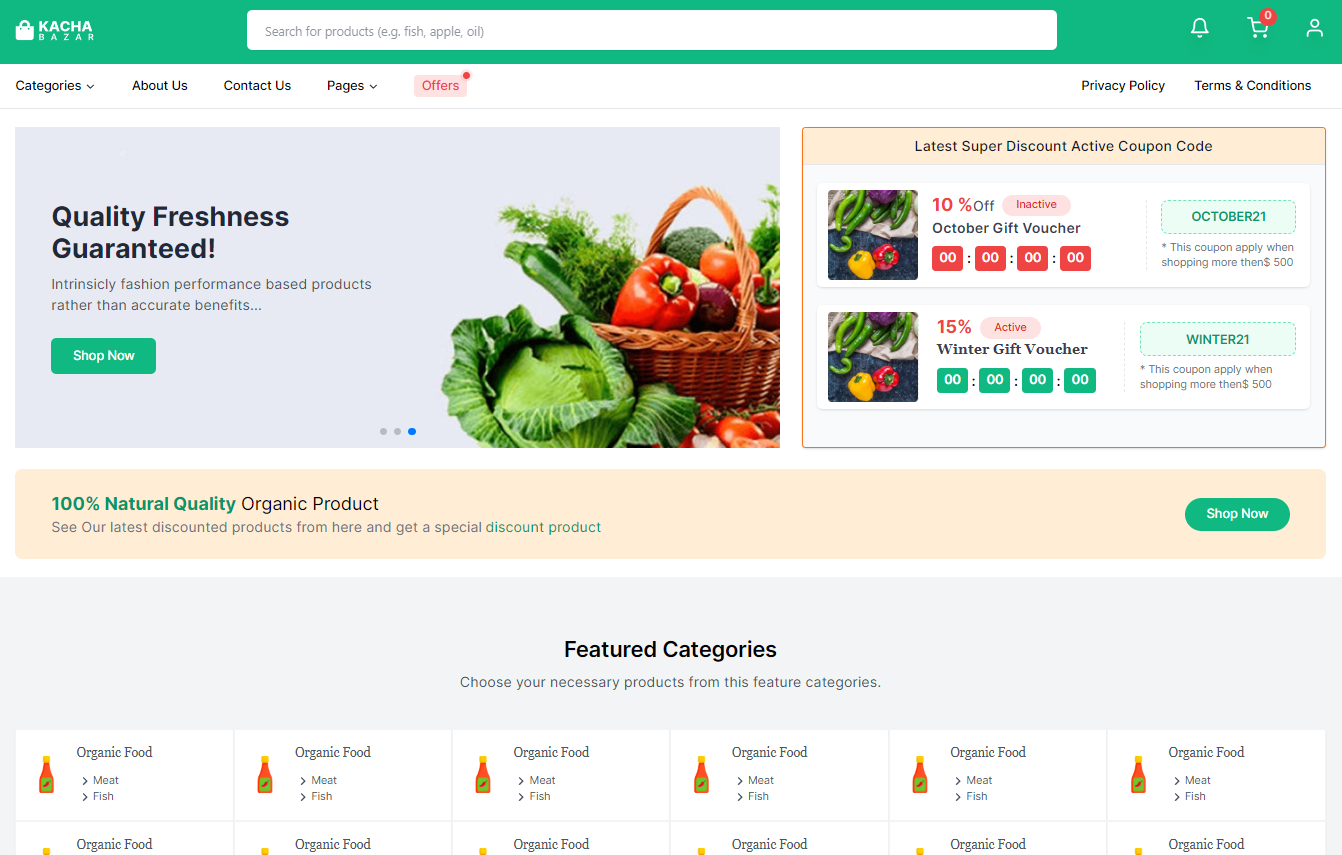 KACHA
BAZAR
Search for products (e.g. fish, apple, oil)
0
Categories
About Us
Contact Us
Pages
Offers
Privacy Policy
Terms & Conditions
Quality Freshness
Guaranteed!
Intrinsicly fashion performance based products
rather than accurate benefits...
Shop Now
Latest Super Discount Active Coupon Code
10 %Off Inactive
October Gift Voucher
00 : 00 : 00 : 00
OCTOBER21
* This coupon apply when
shopping more then$ 500
15% Active
Winter Gift Voucher
00 : 00 : 00 : 00
WINTER21
* This coupon apply when
shopping more then$ 500
100% Natural Quality Organic Product
See Our latest discounted products from here and get a special discount product
Shop Now
Featured Categories
Choose your necessary products from this feature categories.
Organic Food
Meat
Fish
Organic Food
Meat
Fish
Organic Food
Meat
Fish
Organic Food
Meat
Fish
Organic Food
Meat
Fish
Organic Food
Meat
Fish
Organic Food
Organic Food
Organic Food
Organic Food
Organic Food
Organic Food